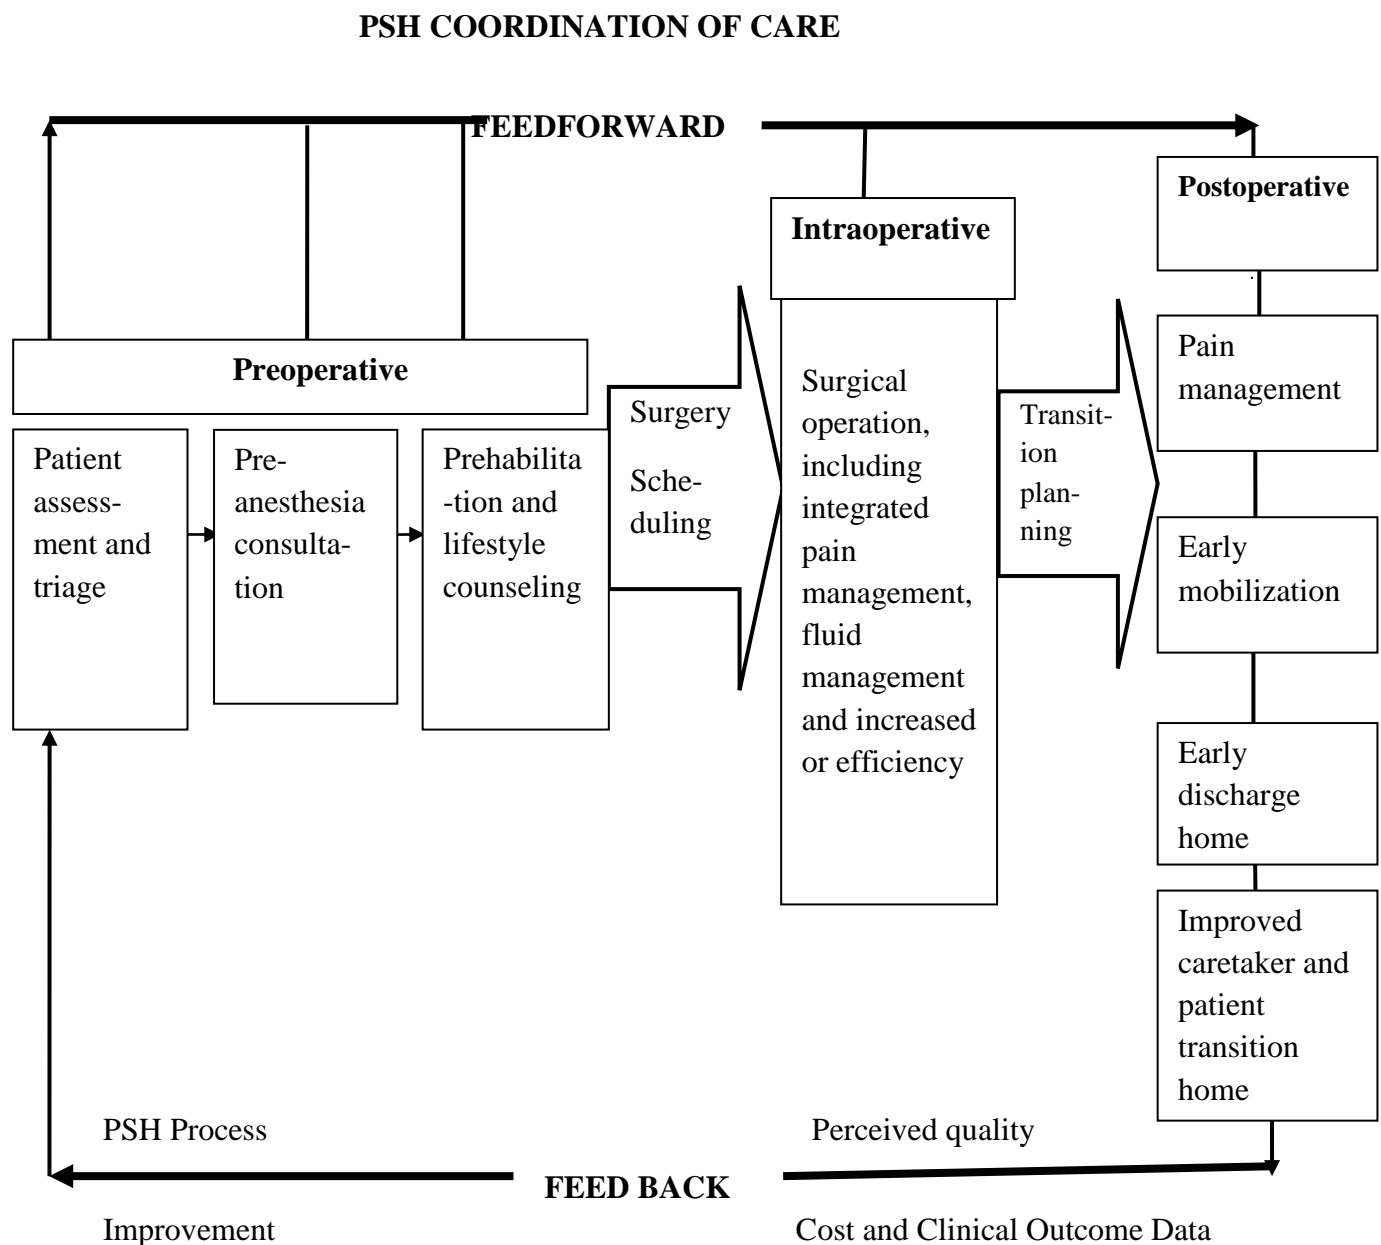 PSH COORDINATION OF CARE
FEEDFORWARD
Preoperative
Patient
assess-
ment and
triage
Pre-
anesthesia
consulta-
tion
Prehabilita
-tion and
lifestyle
counseling
Surgery
Sche-
duling
Intraoperative
Surgical
operation,
including
integrated
pain
management,
fluid
management
and increased
or efficiency
Transit-
ion
plan-
ning
Postoperative
.
Pain
management
Early
mobilization
Early
discharge
home
Improved
caretaker and
patient
transition
home
PSH Process
Perceived quality
FEED BACK
Improvement
Cost and Clinical Outcome Data